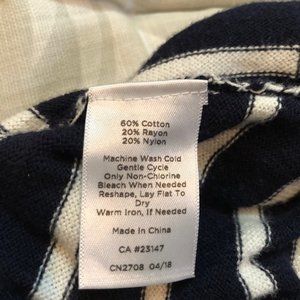 60% Cotton
20% Rayon
20% Nylon
Machine Wash Cold
Gentle Cycle
Only Non-Chlorine
Bleach When Needed
Reshape, Lay Flat To
Dry
Warm Iron, If Needed
Made In China
CA #23147
CN2708 04/18